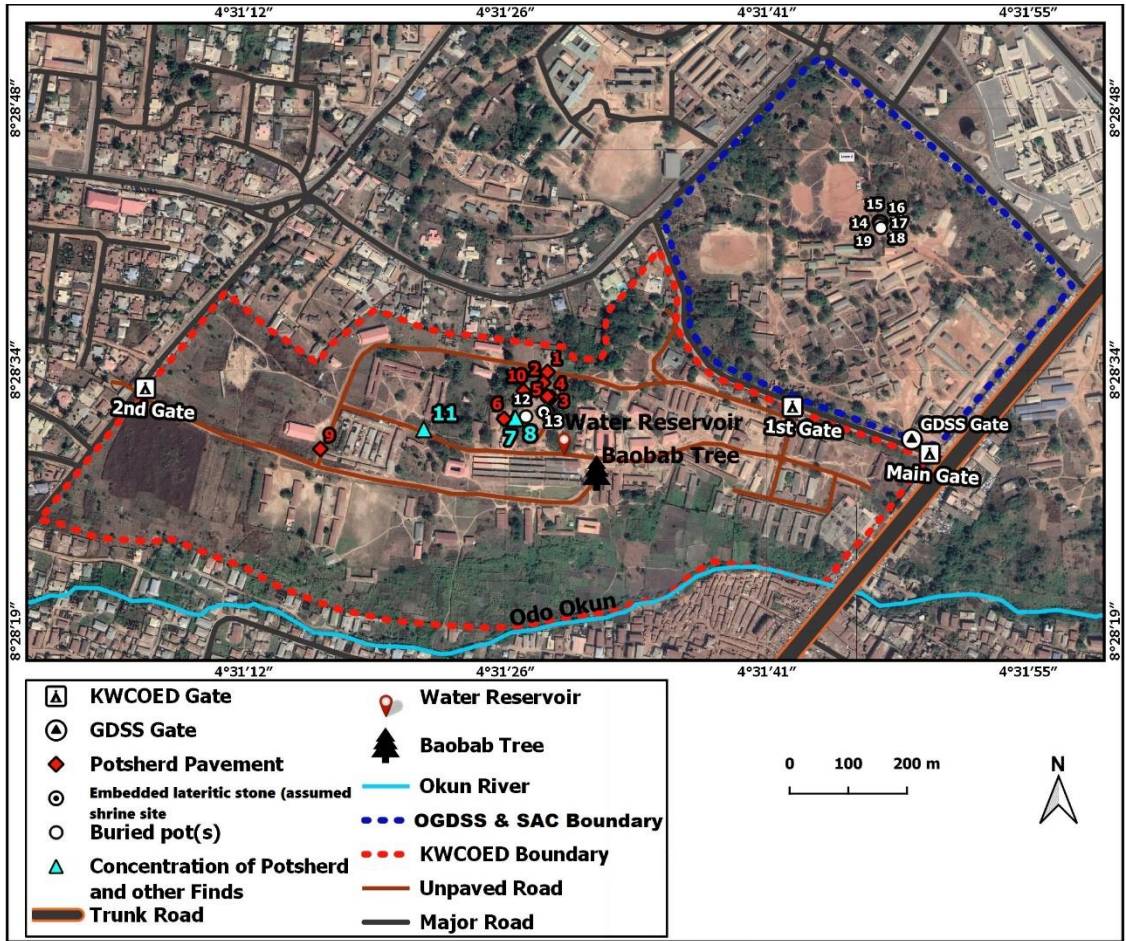 4°31'12" 4°31'26" 4°31'41" 4°31'55"
8°28'48" 8°28'48"
15 16
14 17
19 18
8°28'34" 8°28'34"
1
2
10 5 4
12 3
6 13
11 7 8
9
2nd Gate
Water Reservoir
Baobab Tree
1st Gate
GDSS Gate
Main Gate
Odo Okun
8°28'19" 8°28'19"
4°31'12" 4°31'26" 4°31'41" 4°31'55"
KWCOED Gate
GDSS Gate
Potsherd Pavement
Embedded lateritic stone (assumed
shrine site
Buried pot(s)
Concentration of Potsherd
and other Finds
Trunk Road
Water Reservoir
Baobab Tree
Okun River
OGDSS & SAC Boundary
KWCOED Boundary
Unpaved Road
Major Road
0 100 200 m
N